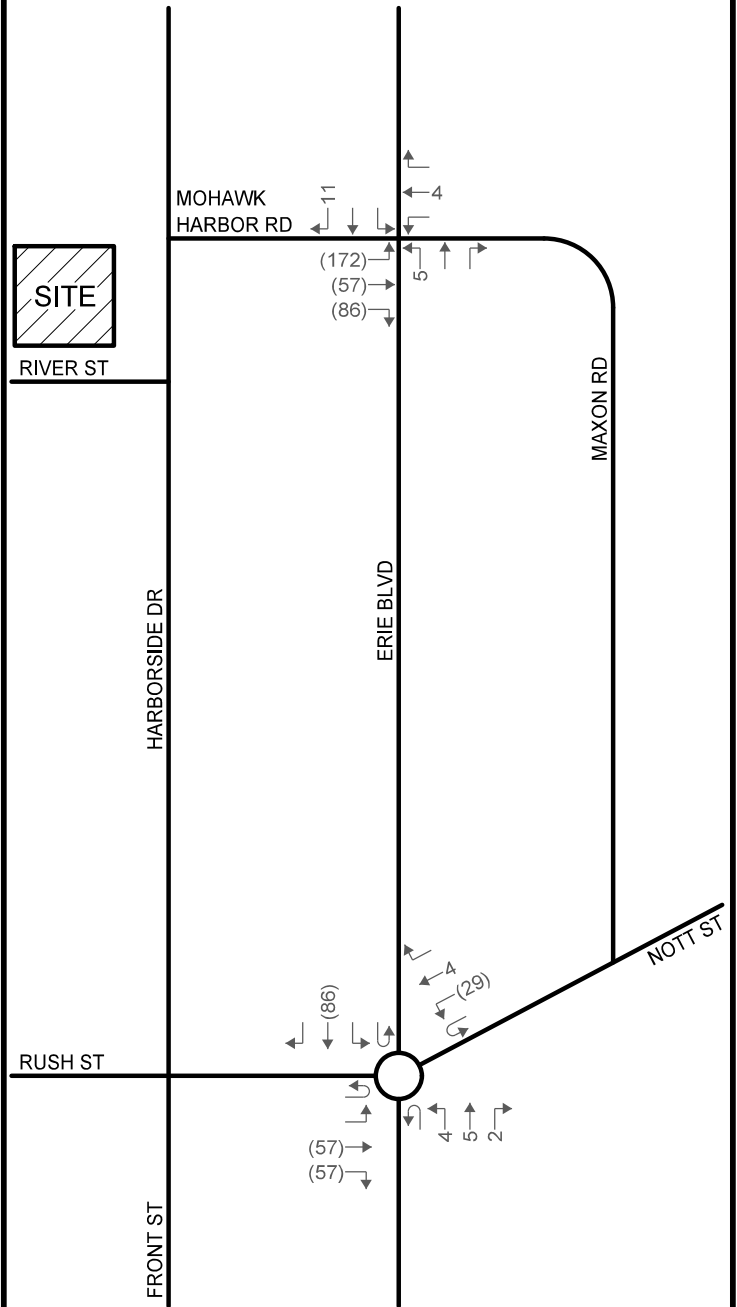 11
4
MOHAWK
HARBOR RD
(172)
(57)
(86)
5
SITE
RIVER ST
MAXON RD
HARBORSIDE DR
ERIE BLVD
NOTT ST
4
(29)
(86)
RUSH ST
4
5
2
(57)
(57)
FRONT ST